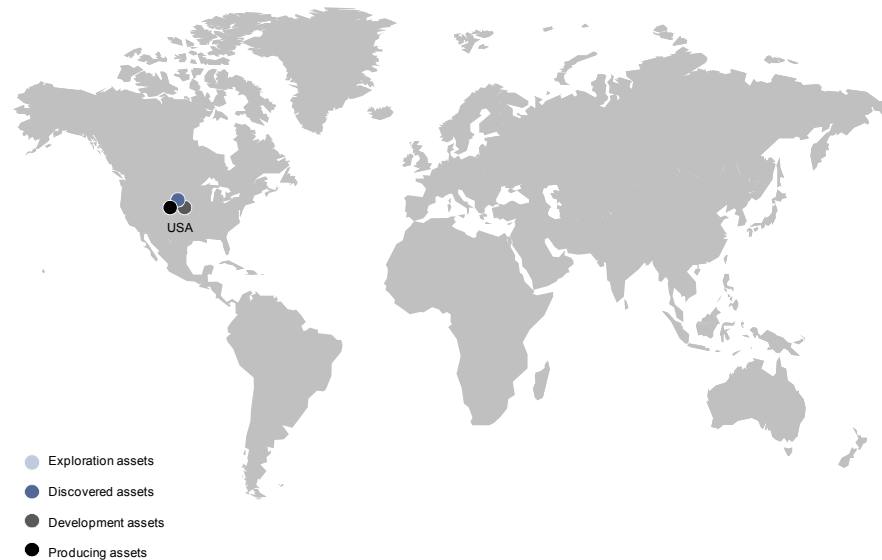 USA
Exploration assets
Discovered assets
Development assets
Producing assets